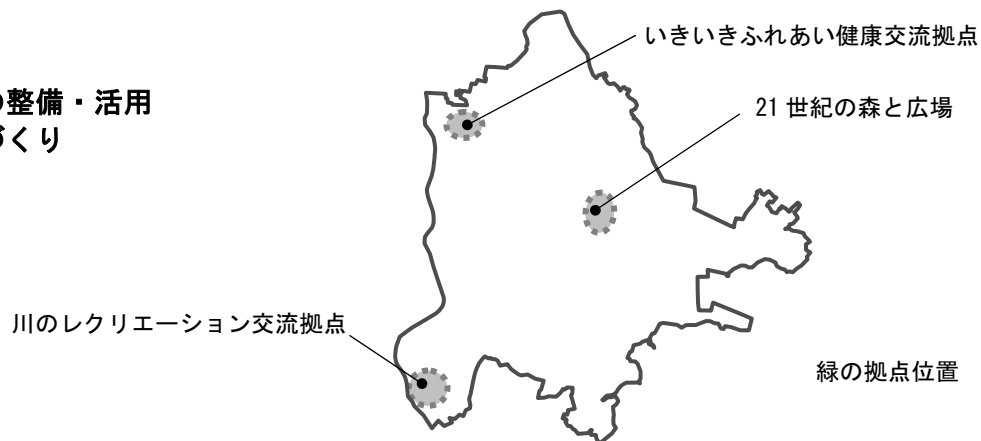 の整備・活用
づくり
いきいきふれあい健康交流拠点
21 世紀の森と広場
川のレクリエーション交流拠点
緑の拠点位置